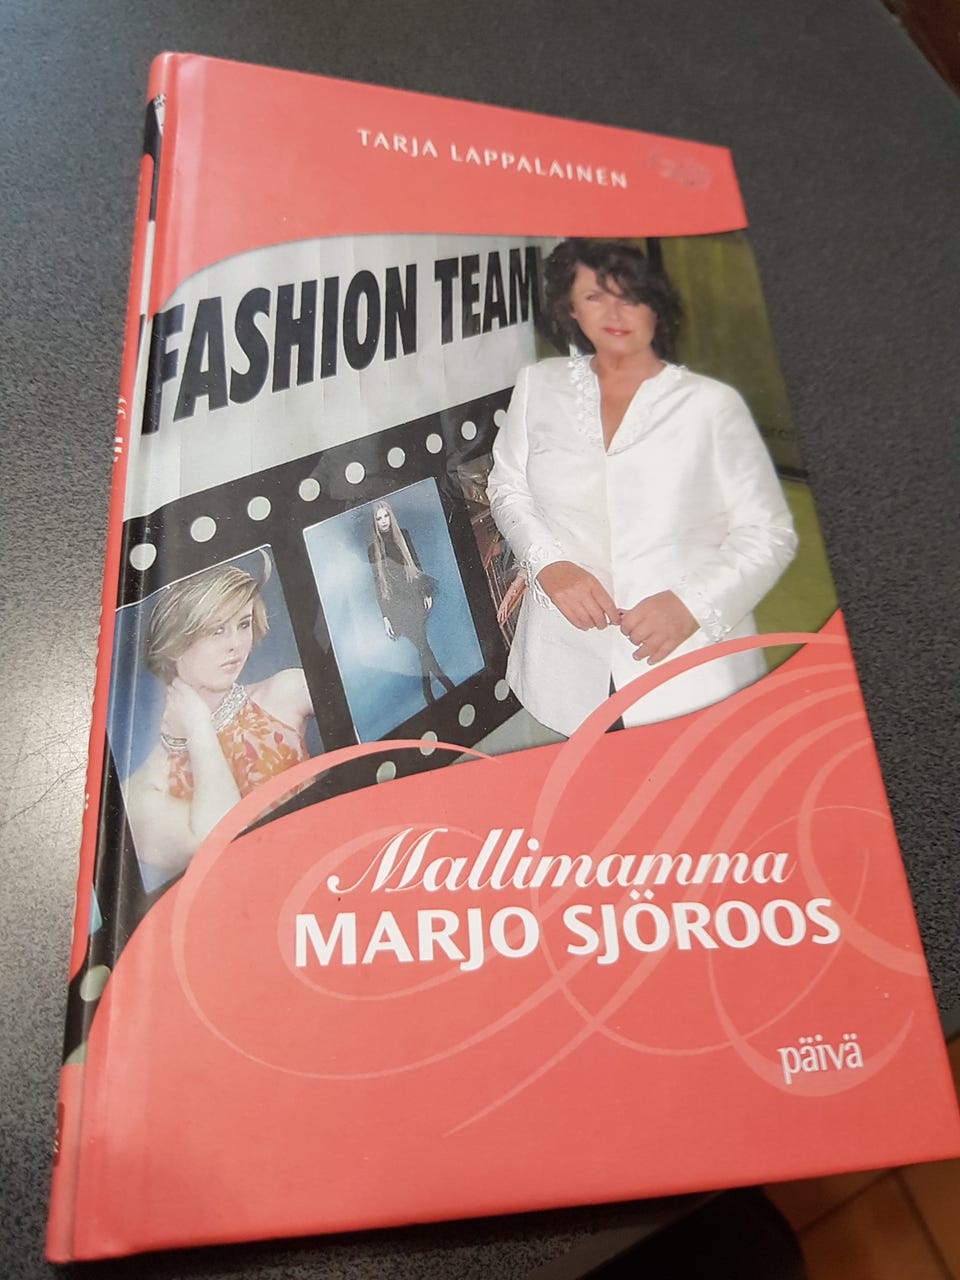 TARJA LAPPALAINEN
FASHION TEAM
Mallimamma
MARJO SJÖROOS
päivä